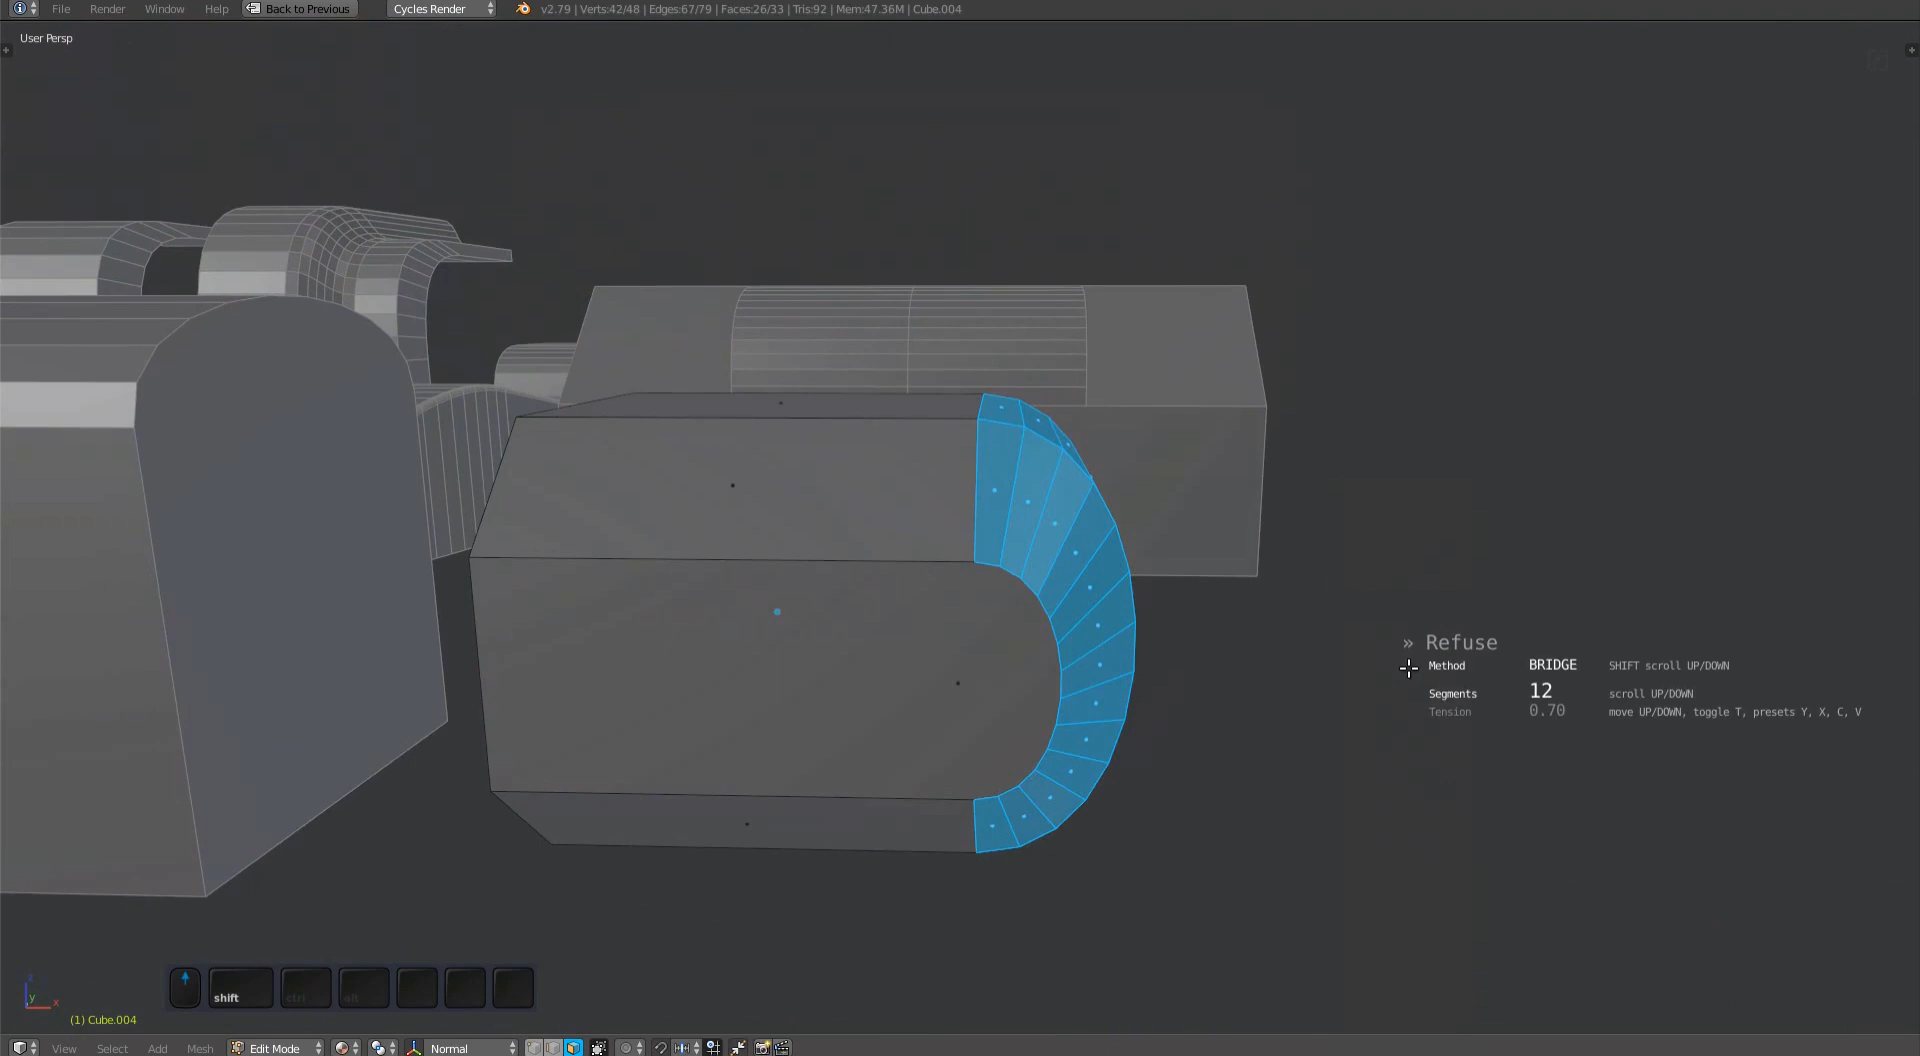 File Render Window Help Back to Previous Cycles Render v2.79 | Verts:42/48 | Edges:67/79 | Faces:26/33 | Tris:92 | Mem:47.36M | Cube.004
User Persp
» Refuse
Method BRIDGE SHIFT scroll UP/DOWN
Segments 12 scroll UP/DOWN
Tension 0.70 move UP/DOWN, toggle T, presets Y, X, C, V
shift ctrl alt
z
y x
(1) Cube.004
View Select Add Mesh Edit Mode Normal